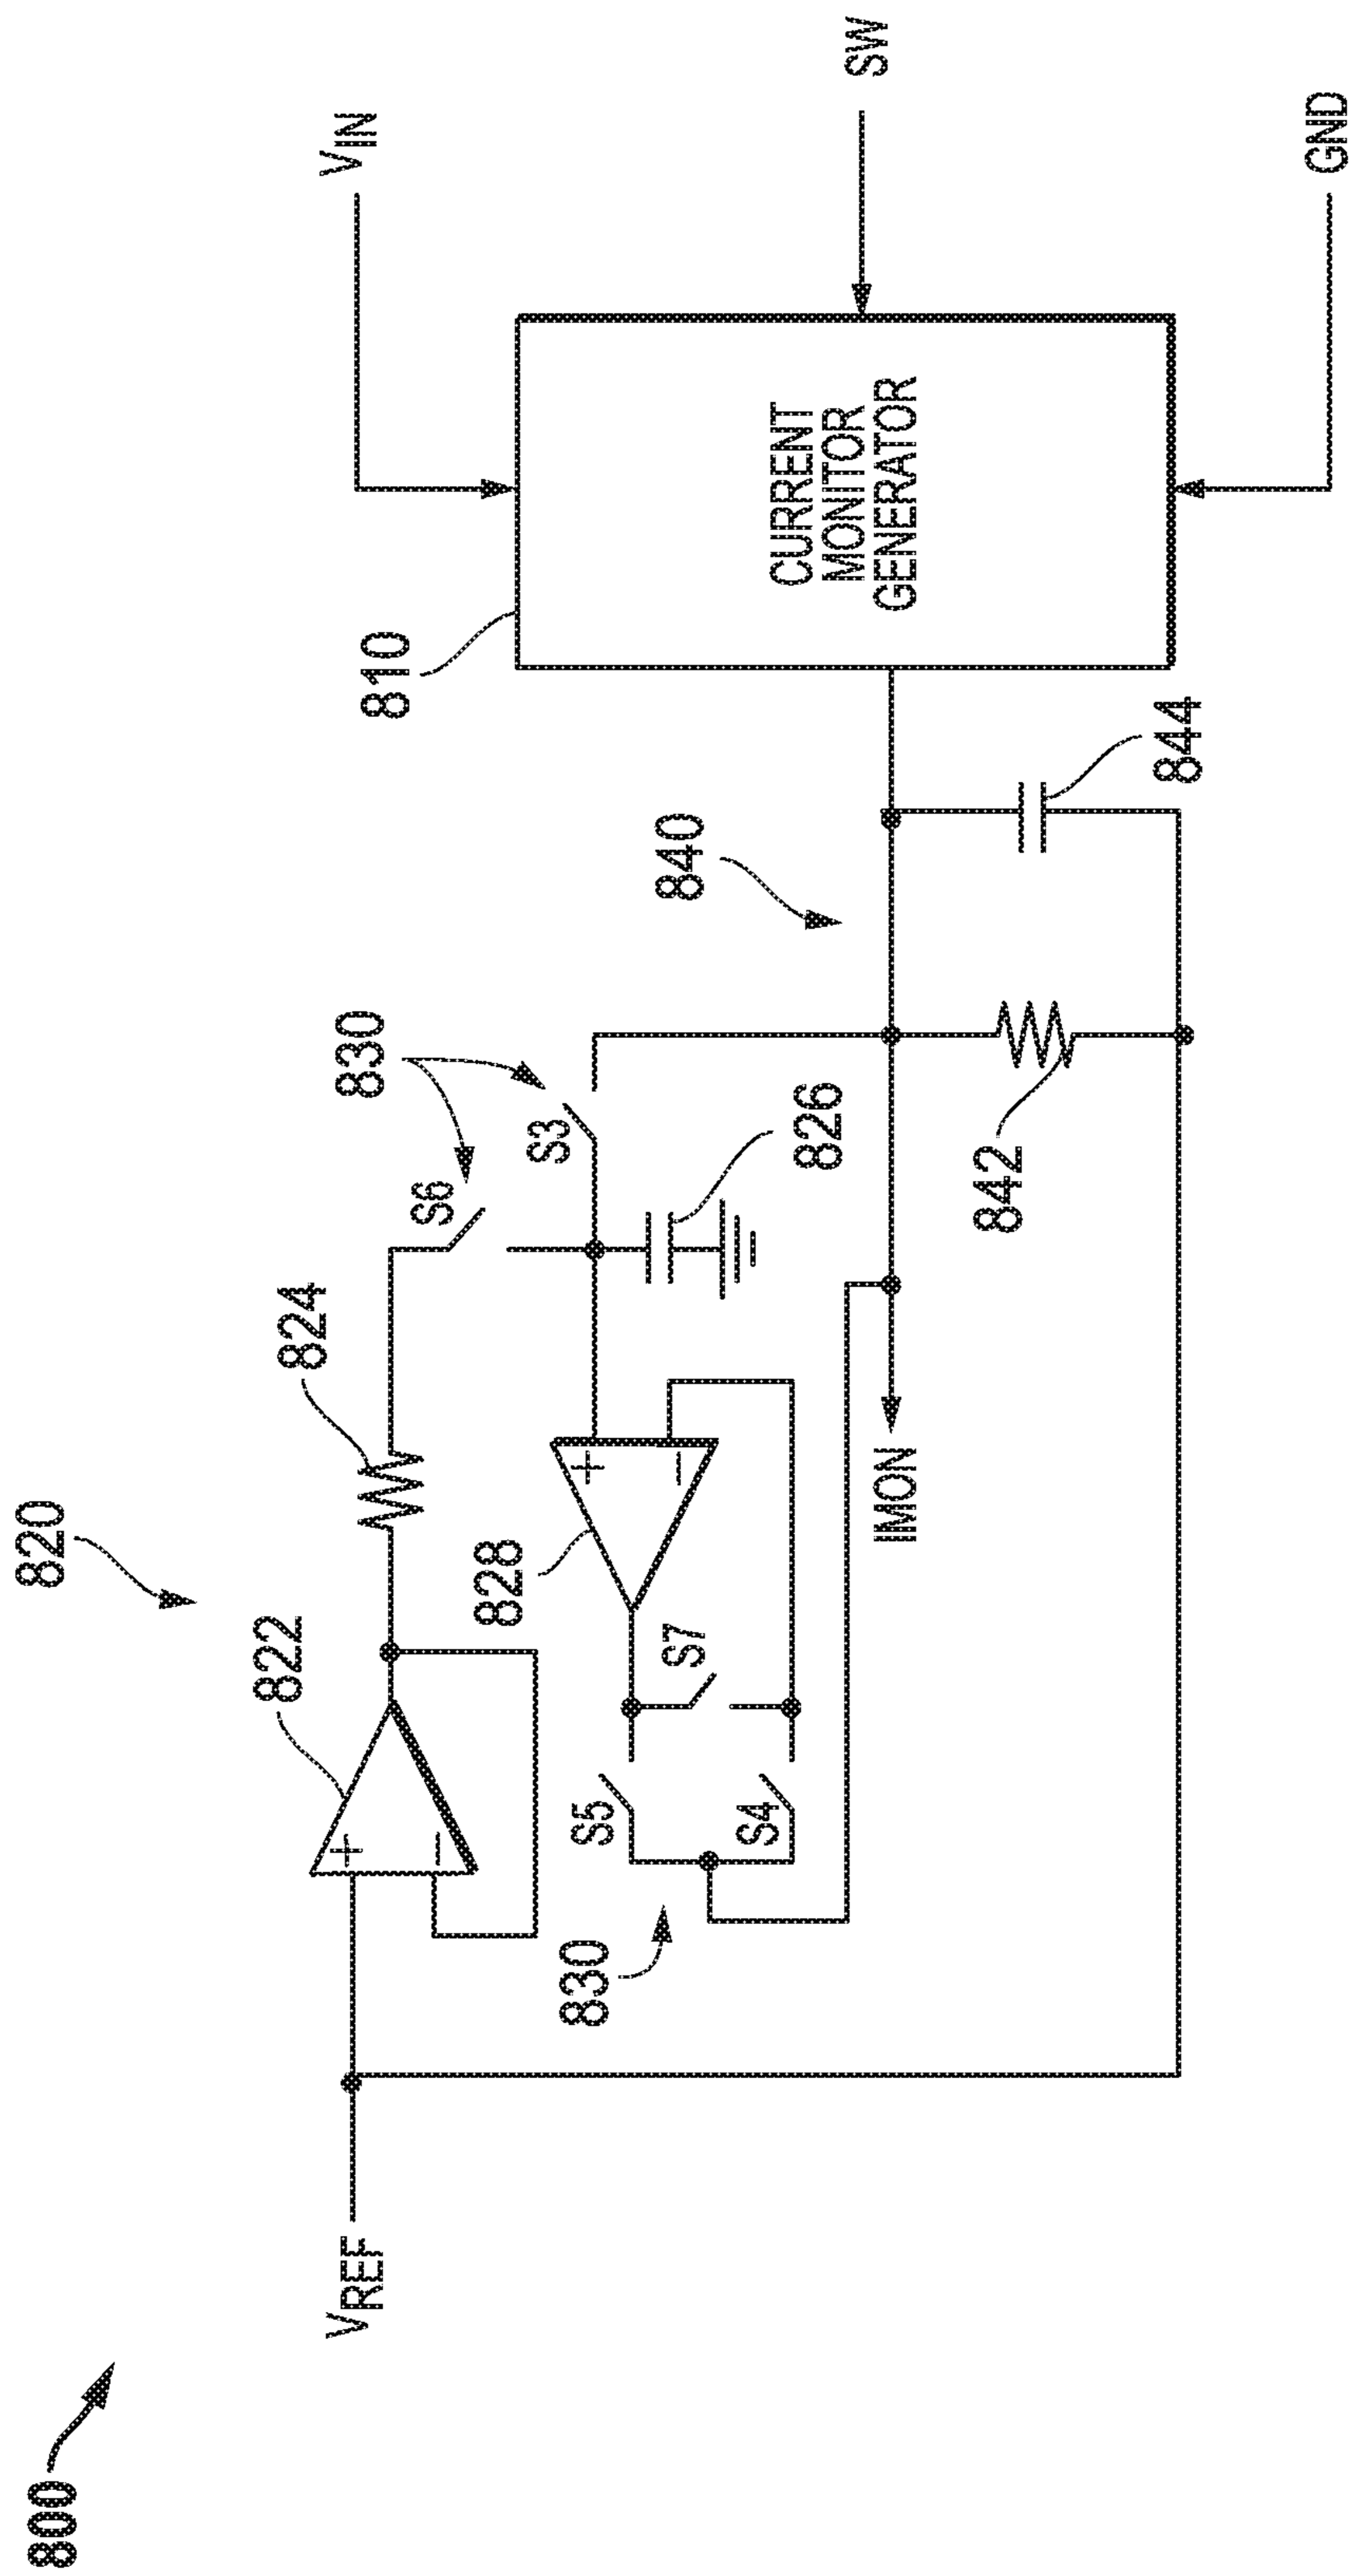 800
820
822
824
830
810
VIN
VREF
S6
S3
828
826
840
SW
S5
S7
S4
830
+
−
+
−
IMON
842
844
CURRENT
MONITOR
GENERATOR
GND